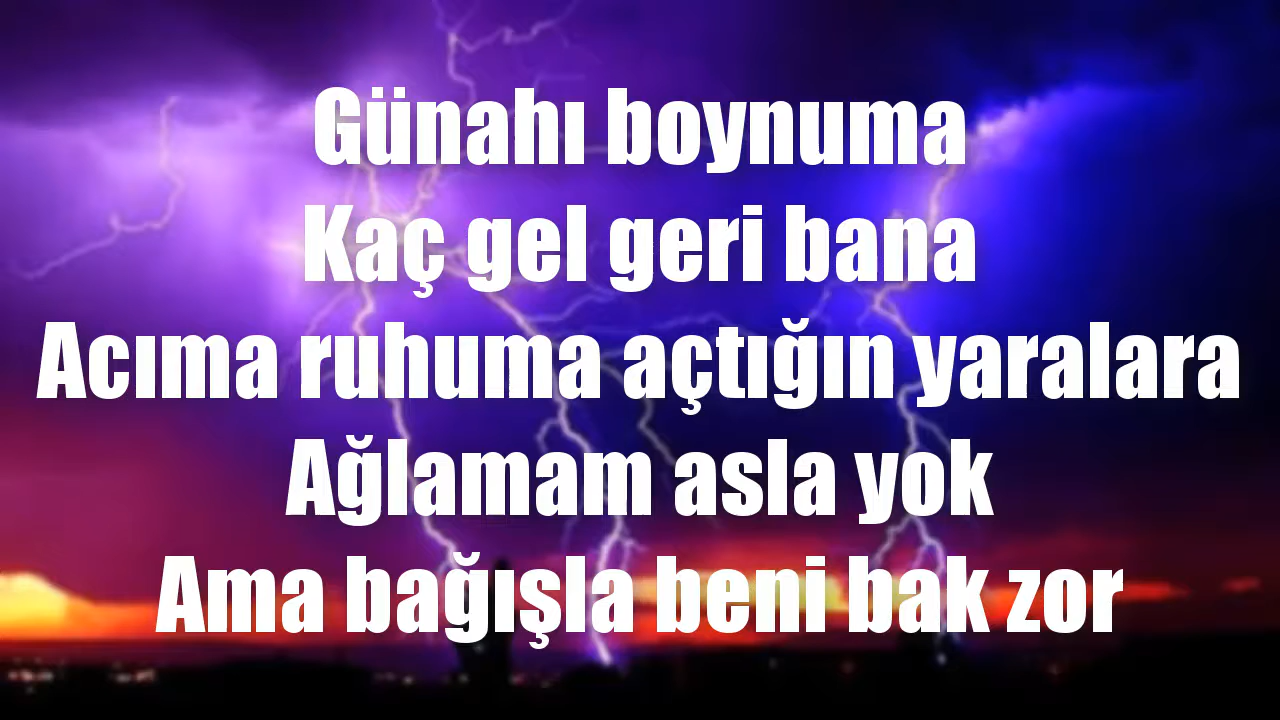 Günahı boynuma
Kaç gel geri bana
Acıma ruhuma açtığın yaralara
Ağlamam asla yok
Ama bağışla beni bak zor